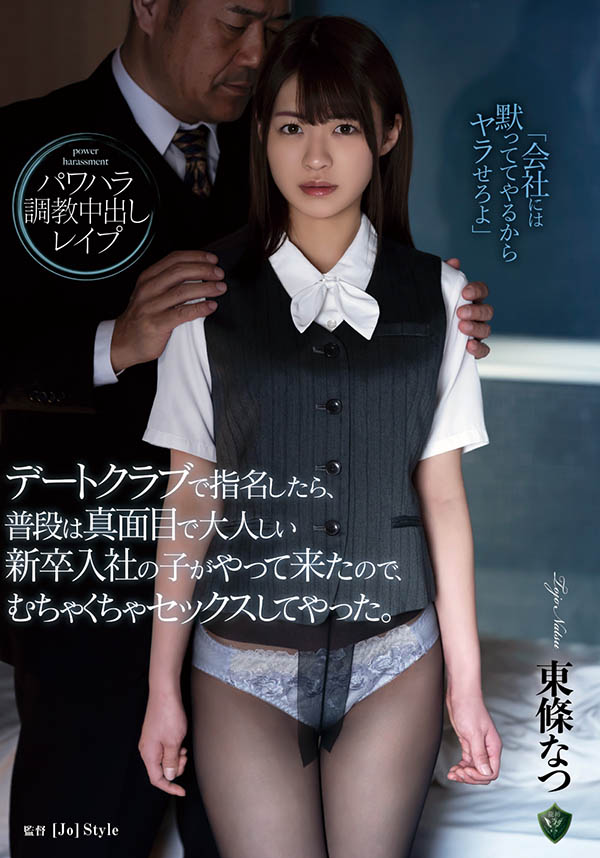 「会社には
黙っててやるから
ヤラせろよ」
power
harassment
パワハラ
調教中出し
レイプ
デートクラブで指名したら、
普段は真面目で大人しい
新卒入社の子がやって来たので、
むちゃくちゃセックスしてやった。
Tojo Natsu
東條なつ
監督 [Jo]Style